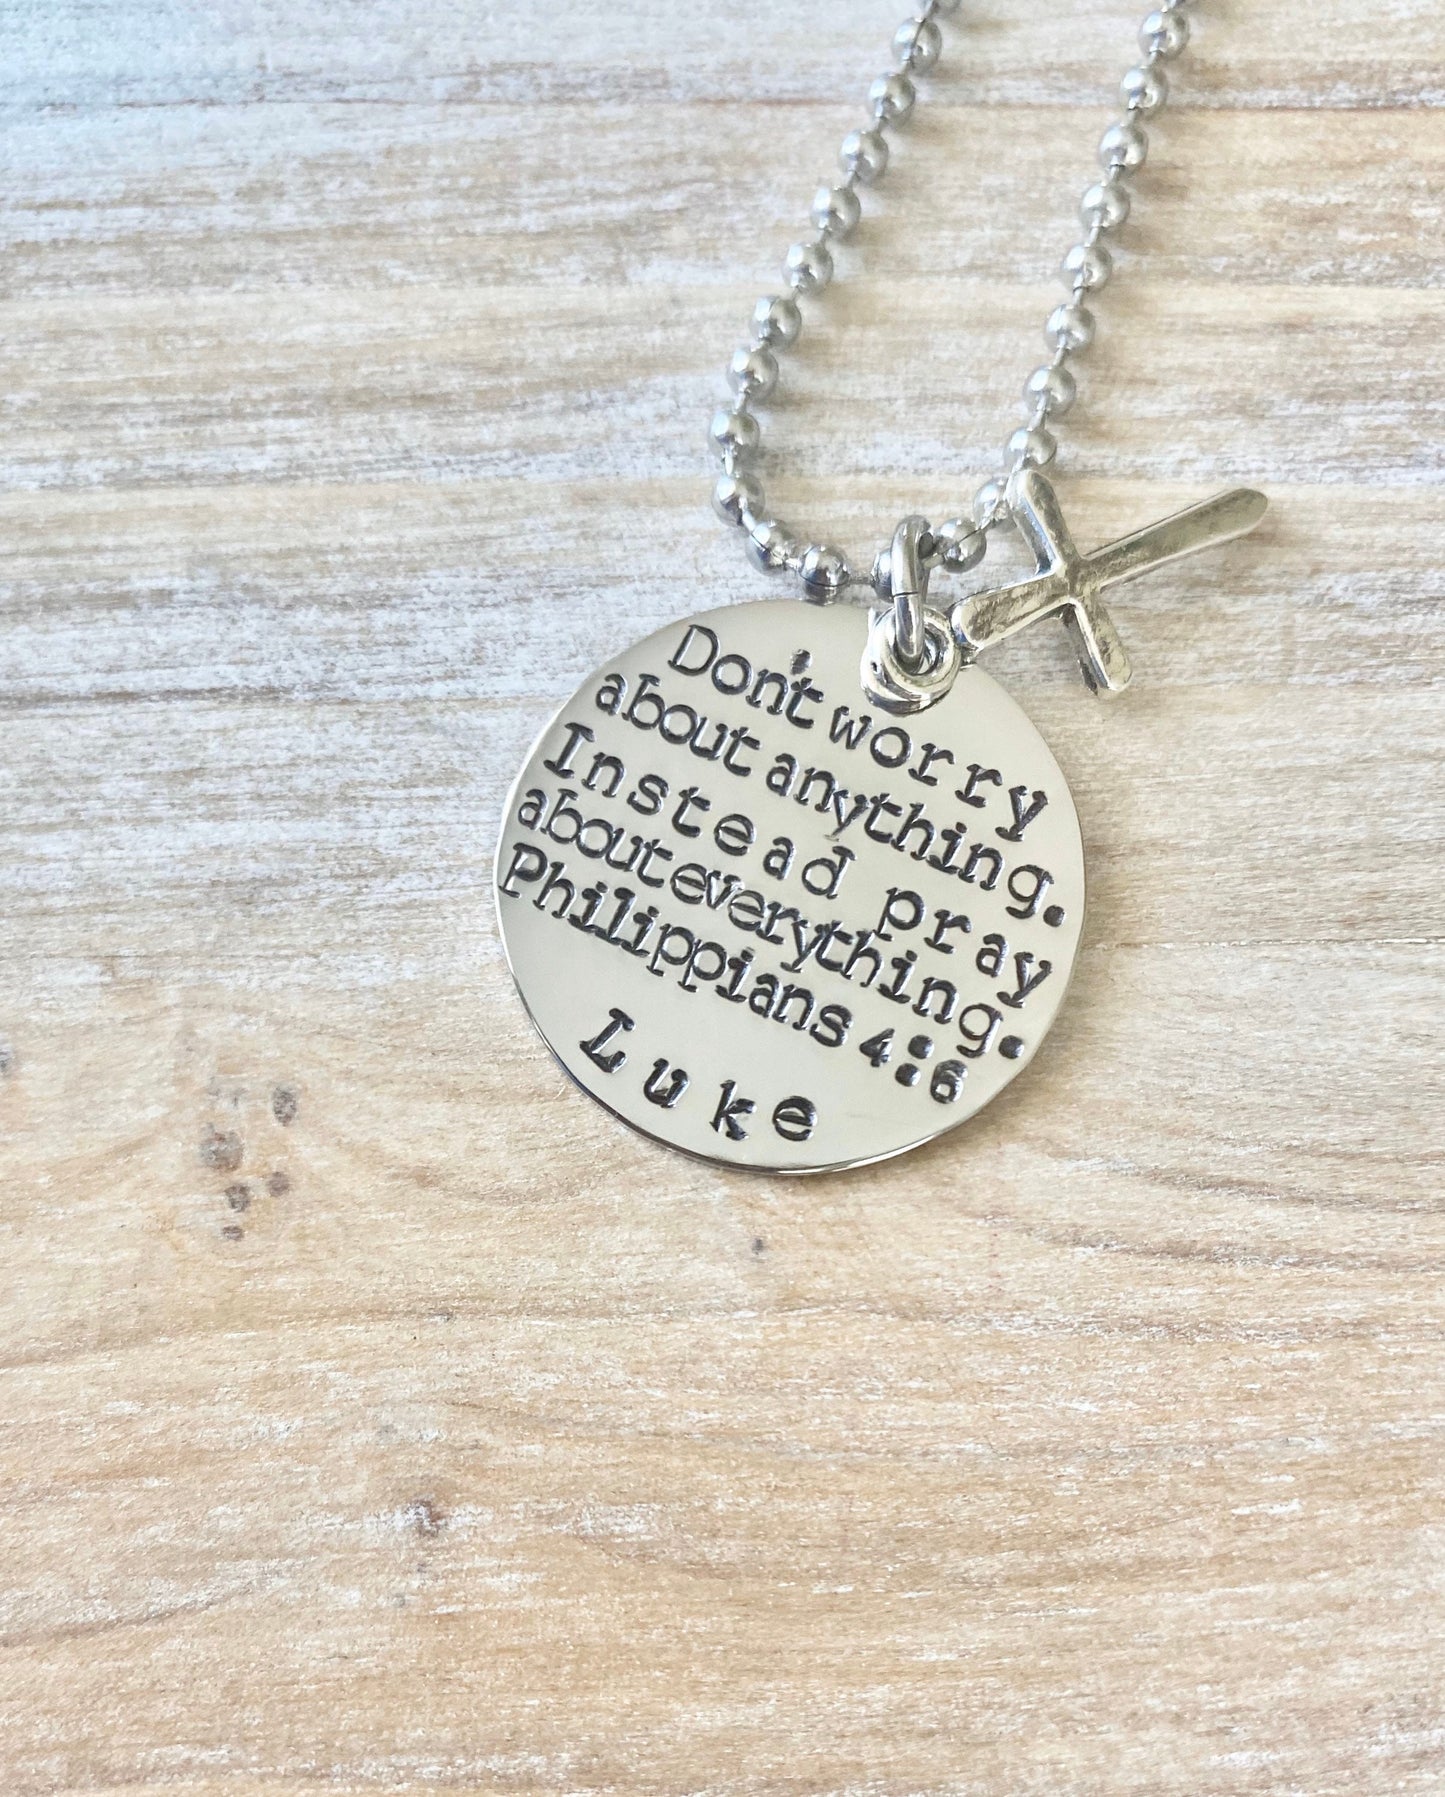 Don't worry
about anything.
Instead pray
about everything.
Philippians 4:6
Luke